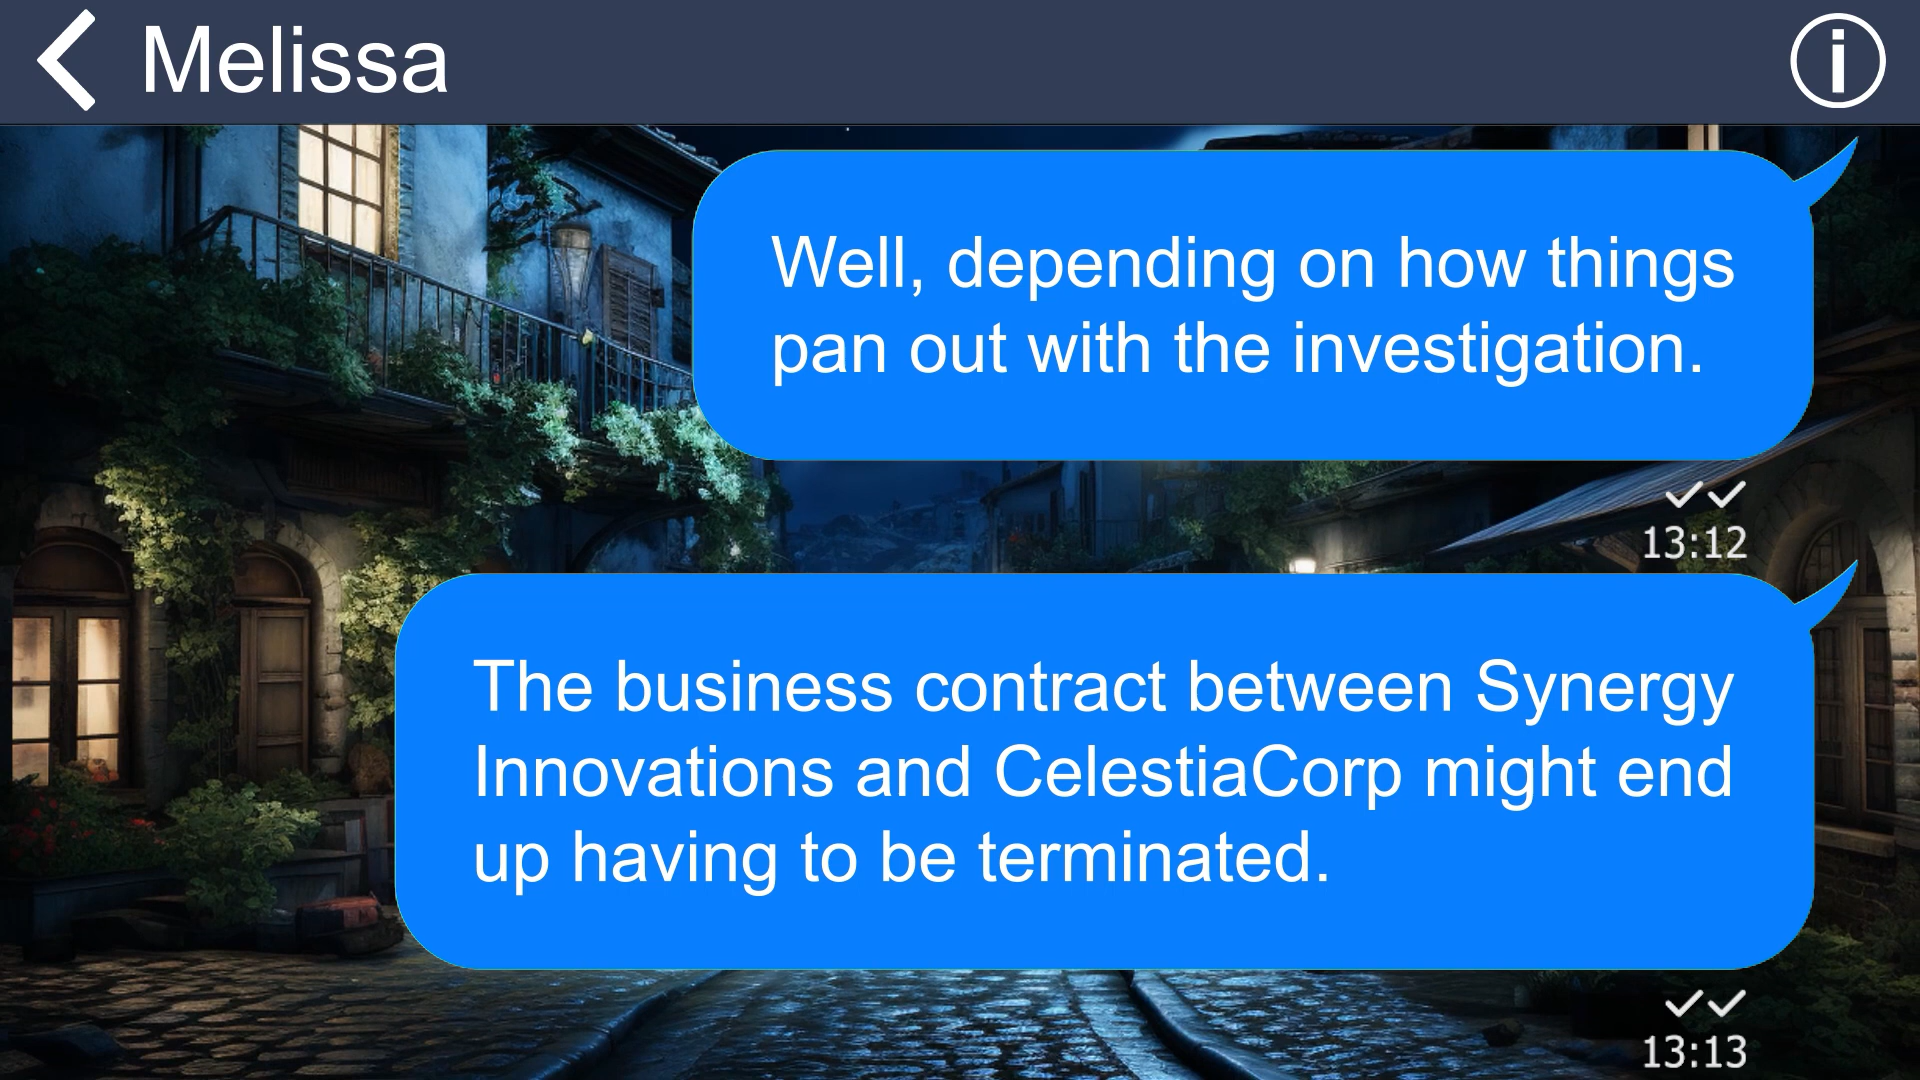 Melissa
Well, depending on how things
pan out with the investigation.
13:12
The business contract between Synergy
Innovations and CelestiaCorp might end
up having to be terminated.
13:13